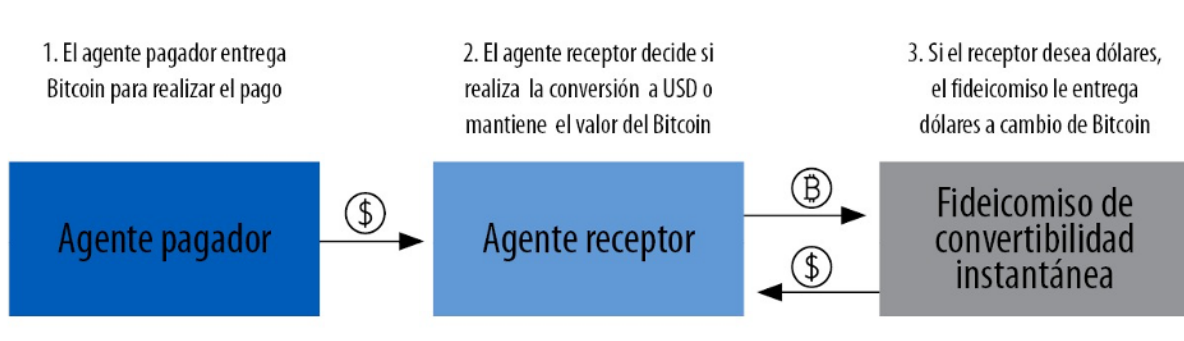 1. El agente pagador entrega
Bitcoin para realizar el pago
2. El agente receptor decide si
realiza la conversión a USD o
mantiene el valor del Bitcoin
3. Si el receptor desea dólares,
el fideicomiso le entrega
dólares a cambio de Bitcoin
Agente pagador
$
Agente receptor
₿
$
Fideicomiso de
convertibilidad
instantánea